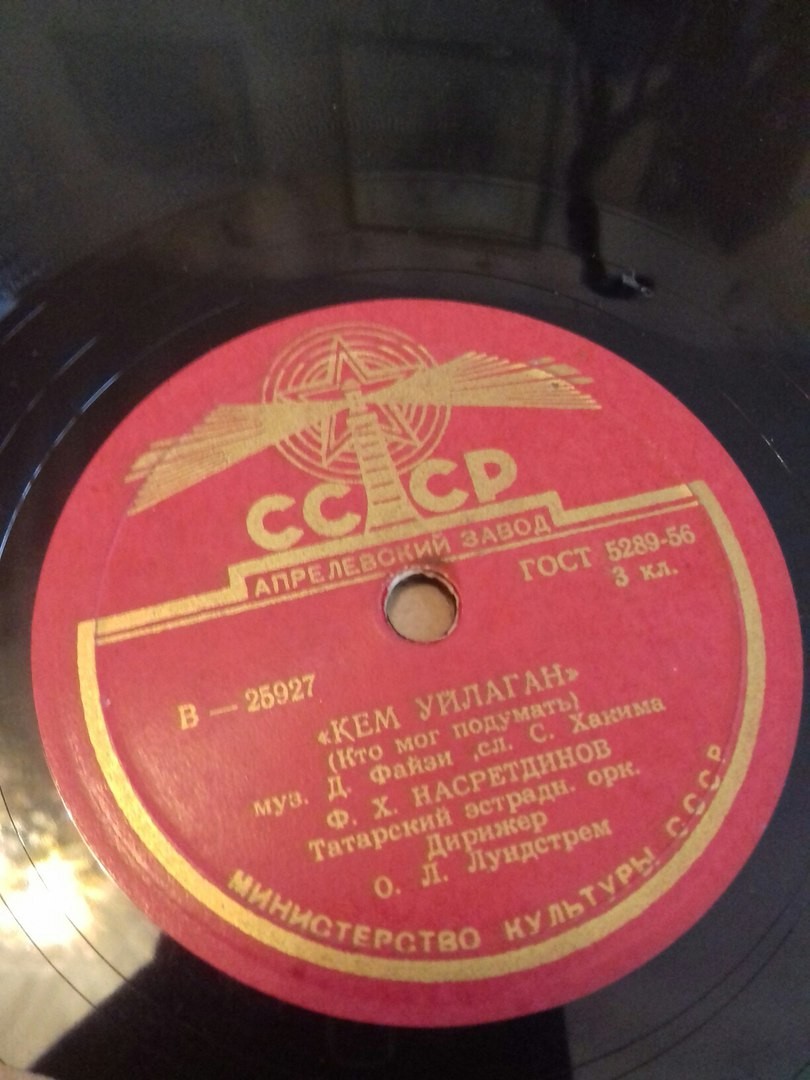 СССР
АПРЕЛЕВСКИЙ ЗАВОД
ГОСТ 5289-56
3 кл.
В — 25927
«КЕМ УЙЛАГАН»
(Кто мог подумать)
муз. Д. Файзи ,сл. С. Хакима
Ф. Х. НАСРЕТДИНОВ
Татарский эстрадн. орк.
Дирижер
О. Л. Лундстрем
МИНИСТЕРСТВО КУЛЬТУРЫ СССР